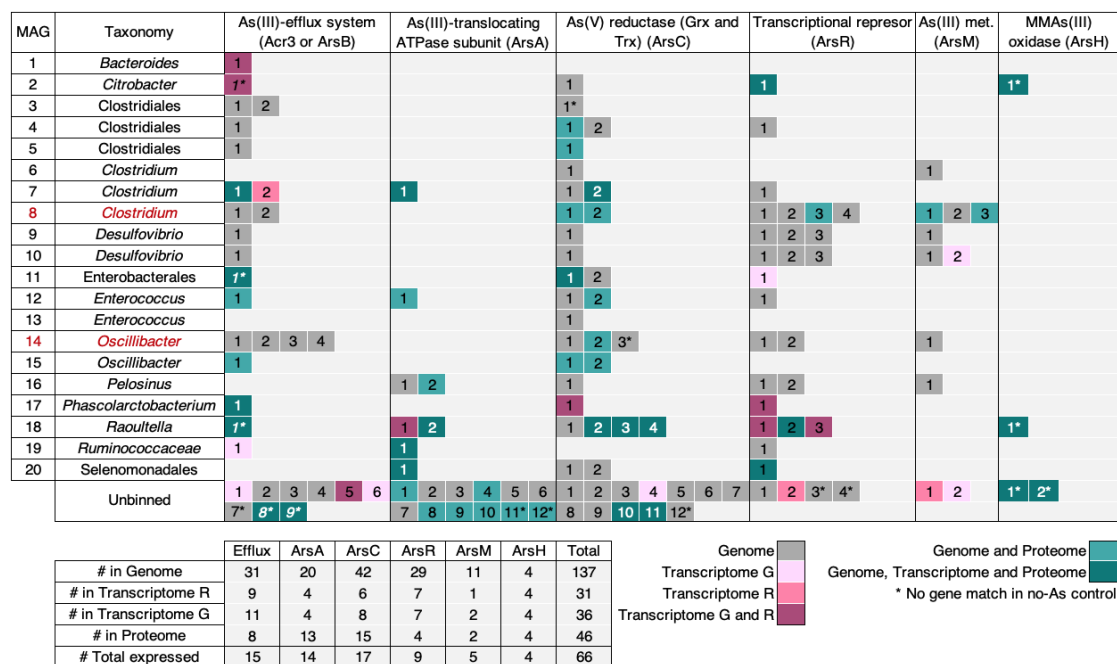 MAG Taxonomy As(III)-efflux system (Acr3 or ArsB) As(III)-translocating ATPase subunit (ArsA) As(V) reductase (Grx and Trx) (ArsC) Transcriptional represor (ArsR) As(III) met. (ArsM) MMAs(III) oxidase (ArsH)
1 Bacteroides 1
2 Citrobacter 1* 1 1 1*
3 Clostridiales 1 2 1*
4 Clostridiales 1 1 2 1
5 Clostridiales 1 1
6 Clostridium 1 1
7 Clostridium 1 2 1 1 2 1
8 Clostridium 1 2 1 2 1 2 3 4 1 2 3
9 Desulfovibrio 1 1 1 2 3 1
10 Desulfovibrio 1 1 1 2 3 1 2
11 Enterobacterales 1* 1 2 1
12 Enterococcus 1 1 1 2 1
13 Enterococcus 1
14 Oscillibacter 1 2 3 4 1 2 3* 1 2 1
15 Oscillibacter 1 1 2
16 Pelosinus 1 2 1 1 2 1
17 Phascolarctobacterium 1 1 1
18 Raoultella 1* 1 2 1 2 3 4 1 2 3 1*
19 Ruminococcaceae 1 1 1
20 Selenomonadales 1 1 2 1
Unbinned 1 2 3 4 5 6 1 2 3 4 5 6 1 2 3 4 5 6 7 1 2 3* 4* 1 2 1* 2*
7* 8* 9* 7 8 9 10 11* 12* 8 9 10 11 12*
Efflux ArsA ArsC ArsR ArsM ArsH Total
# in Genome 31 20 42 29 11 4 137
# in Transcriptome R 9 4 6 7 1 4 31
# in Transcriptome G 11 4 8 7 2 4 36
# in Proteome 8 13 15 4 2 4 46
# Total expressed 15 14 17 9 5 4 66
Genome
Transcriptome G
Transcriptome R
Transcriptome G and R
Genome and Proteome
Genome, Transcriptome and Proteome
* No gene match in no-As control